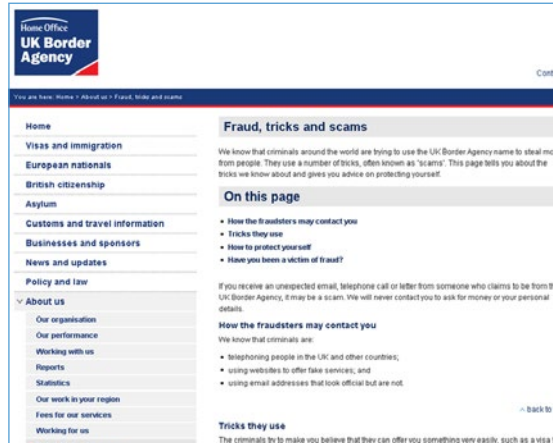 Home Office
UK Border
Agency
Cont
You are here: Home > About us > Fraud, tricks and scams
Home
Visas and immigration
European nationals
British citizenship
Asylum
Customs and travel information
Businesses and sponsors
News and updates
Policy and law
About us
Our organisation
Our performance
Working with us
Reports
Statistics
Our work in your region
Fees for our services
Working for us
Fraud, tricks and scams
We know that criminals around the world are trying to use the UK Border Agency name to steal mo
from people. They use a number of tricks, often known as 'scams'. This page tells you about the
tricks we know about and gives you advice on protecting yourself.
On this page
• How the fraudsters may contact you
• Tricks they use
• How to protect yourself
• Have you been a victim of fraud?
If you receive an unexpected email, telephone call or letter from someone who claims to be from th
UK Border Agency, it may be a scam. We will never contact you to ask for money or your personal
details.
How the fraudsters may contact you
We know that criminals are:
• telephoning people in the UK and other countries;
• using websites to offer fake services; and
• using email addresses that look official but are not.
back to
Tricks they use
The criminals try to make you believe that they can offer you something very easily, such as a visa